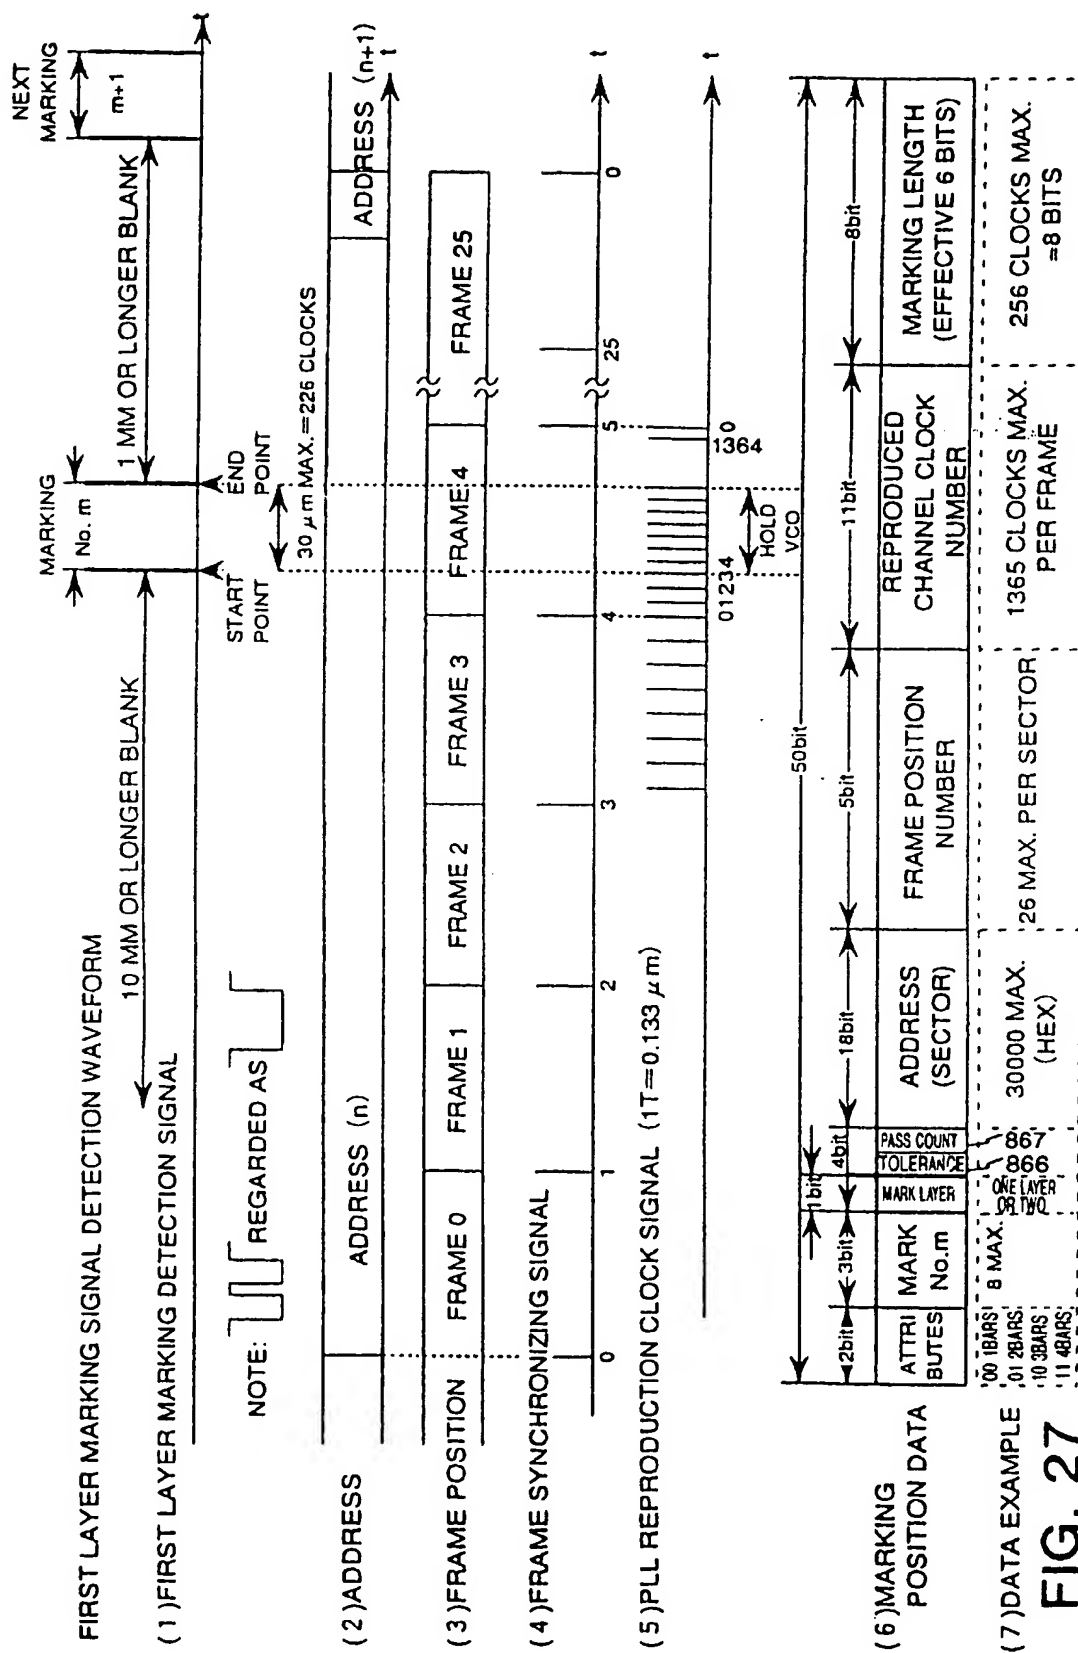 FIRST LAYER MARKING SIGNAL DETECTION WAVEFORM
NEXT
MARKING
m+1
MARKING
No. m
10 MM OR LONGER BLANK
1 MM OR LONGER BLANK
(1)FIRST LAYER MARKING DETECTION SIGNAL
t
START
POINT
END
POINT
NOTE:
REGARDED AS
30 μm MAX.=226 CLOCKS
(2)ADDRESS
ADDRESS (n)
ADDRESS (n+1)
t
(3)FRAME POSITION
FRAME 0
FRAME 1
FRAME 2
FRAME 3
FRAME 4
FRAME 25
(4)FRAME SYNCHRONIZING SIGNAL
0
1
2
3
4
5
25
0
t
(5)PLL REPRODUCTION CLOCK SIGNAL (1T=0.133 μm)
01234
1364
0
t
HOLD
VCO
50bit
2bit
3bit
1bit
4bit
18bit
5bit
11bit
8bit
(6)MARKING
POSITION DATA
ATTRI
BUTES
MARK
No.m
MARK LAYER
PASS COUNT
TOLERANCE
ADDRESS
(SECTOR)
FRAME POSITION
NUMBER
REPRODUCED
CHANNEL CLOCK
NUMBER
MARKING LENGTH
(EFFECTIVE 6 BITS)
(7)DATA EXAMPLE
00 1BARS
01 2BARS
10 3BARS
11 4BARS
8 MAX.
ONE LAYER
OR TWO
867
866
30000 MAX.
(HEX)
26 MAX. PER SECTOR
1365 CLOCKS MAX.
PER FRAME
256 CLOCKS MAX.
=8 BITS
FIG. 27